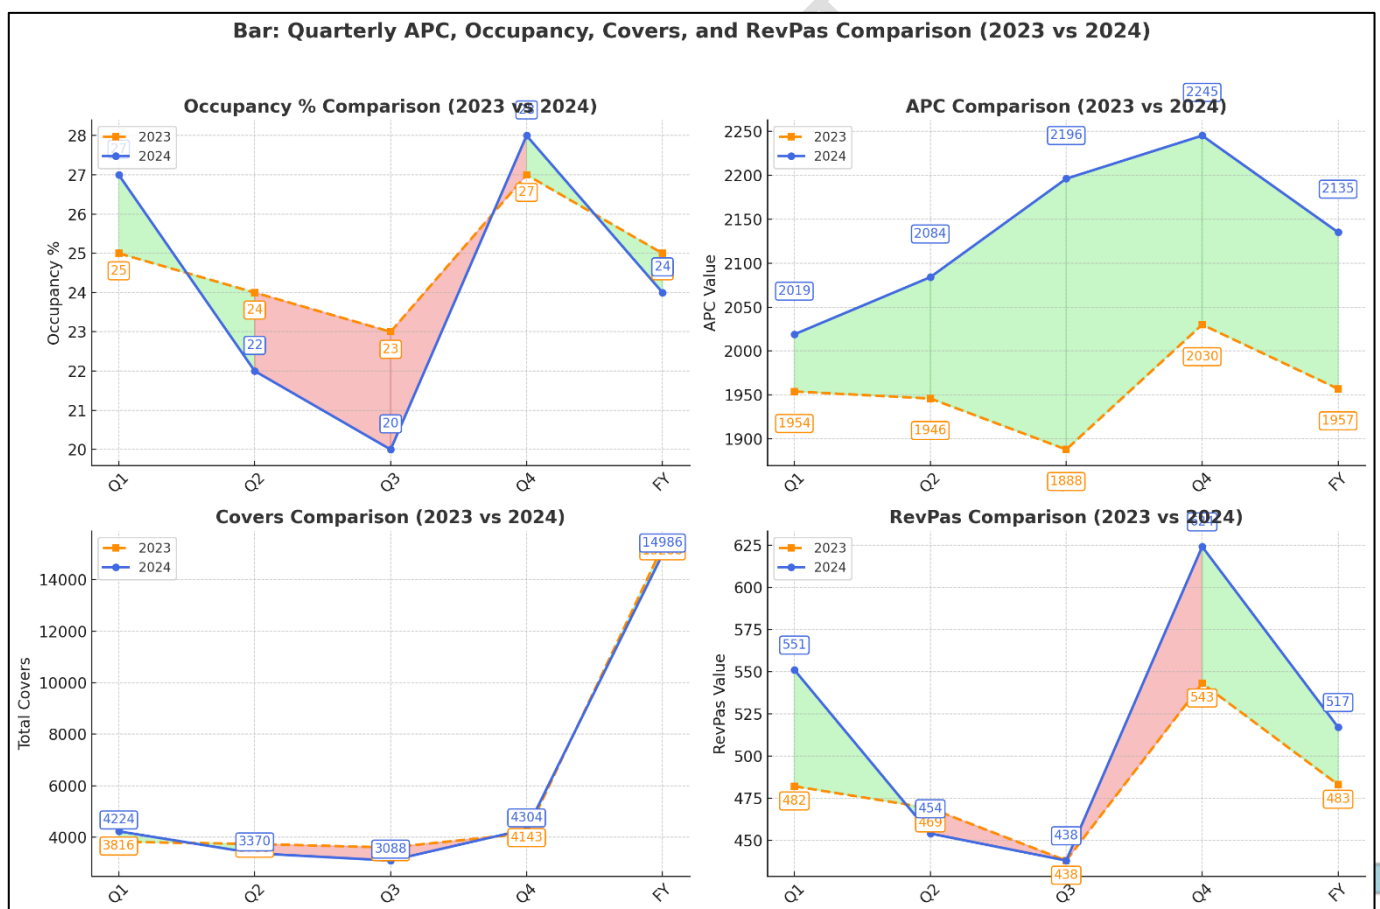 Bar: Quarterly APC, Occupancy, Covers, and RevPas Comparison (2023 vs 2024)
Occupancy % Comparison (2023 vs 2024)
2023
2024
28
27
26
25
24
23
22
21
20
Occupancy %
27
25
24
22
23
20
27
24
Q1
Q2
Q3
Q4
FY
APC Comparison (2023 vs 2024)
2023
2024
2250
2200
2150
2100
2050
2000
1950
1900
APC Value
2019
2084
2196
2245
2135
1954
1946
1888
2030
1957
Q1
Q2
Q3
Q4
FY
Covers Comparison (2023 vs 2024)
2023
2024
14000
12000
10000
8000
6000
4000
Total Covers
4224
3816
3370
3088
4304
4143
14986
Q1
Q2
Q3
Q4
FY
RevPas Comparison (2023 vs 2024)
2023
2024
625
600
575
550
525
500
475
450
RevPas Value
551
482
454
469
438
438
624
543
517
483
Q1
Q2
Q3
Q4
FY